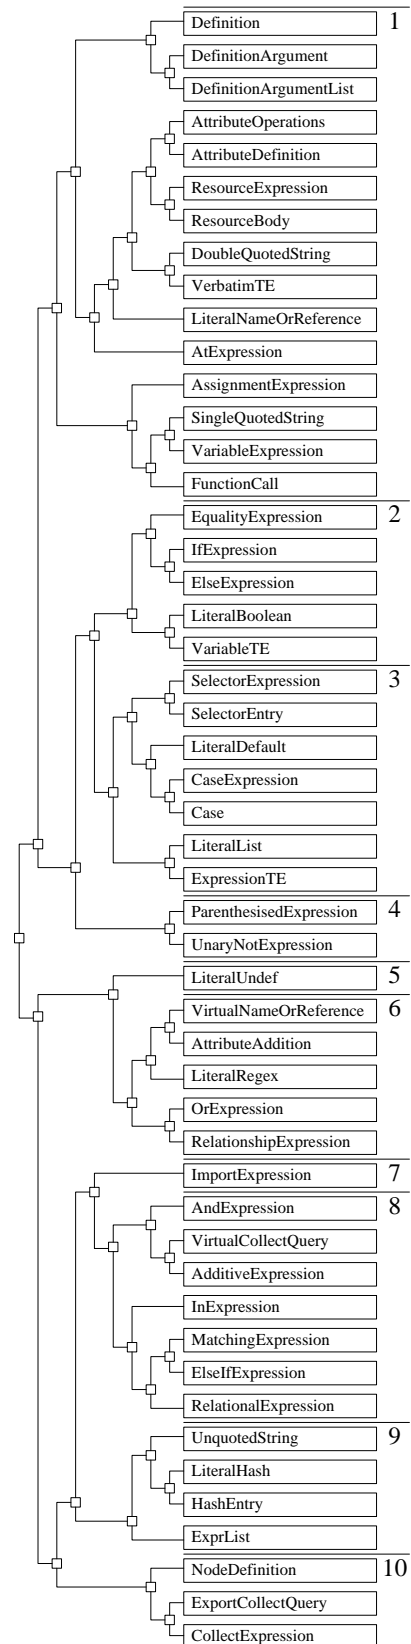 Definition 1
DefinitionArgument
DefinitionArgumentList
AttributeOperations
AttributeDefinition
ResourceExpression
ResourceBody
DoubleQuotedString
VerbatimTE
LiteralNameOrReference
AtExpression
AssignmentExpression
SingleQuotedString
VariableExpression
FunctionCall
EqualityExpression 2
IfExpression
ElseExpression
LiteralBoolean
VariableTE
SelectorExpression 3
SelectorEntry
LiteralDefault
CaseExpression
Case
LiteralList
ExpressionTE
ParenthesisedExpression 4
UnaryNotExpression
LiteralUndef 5
VirtualNameOrReference 6
AttributeAddition
LiteralRegex
OrExpression
RelationshipExpression
ImportExpression 7
AndExpression 8
VirtualCollectQuery
AdditiveExpression
InExpression
MatchingExpression
ElseIfExpression
RelationalExpression
UnquotedString 9
LiteralHash
HashEntry
ExprList
NodeDefinition 10
ExportCollectQuery
CollectExpression